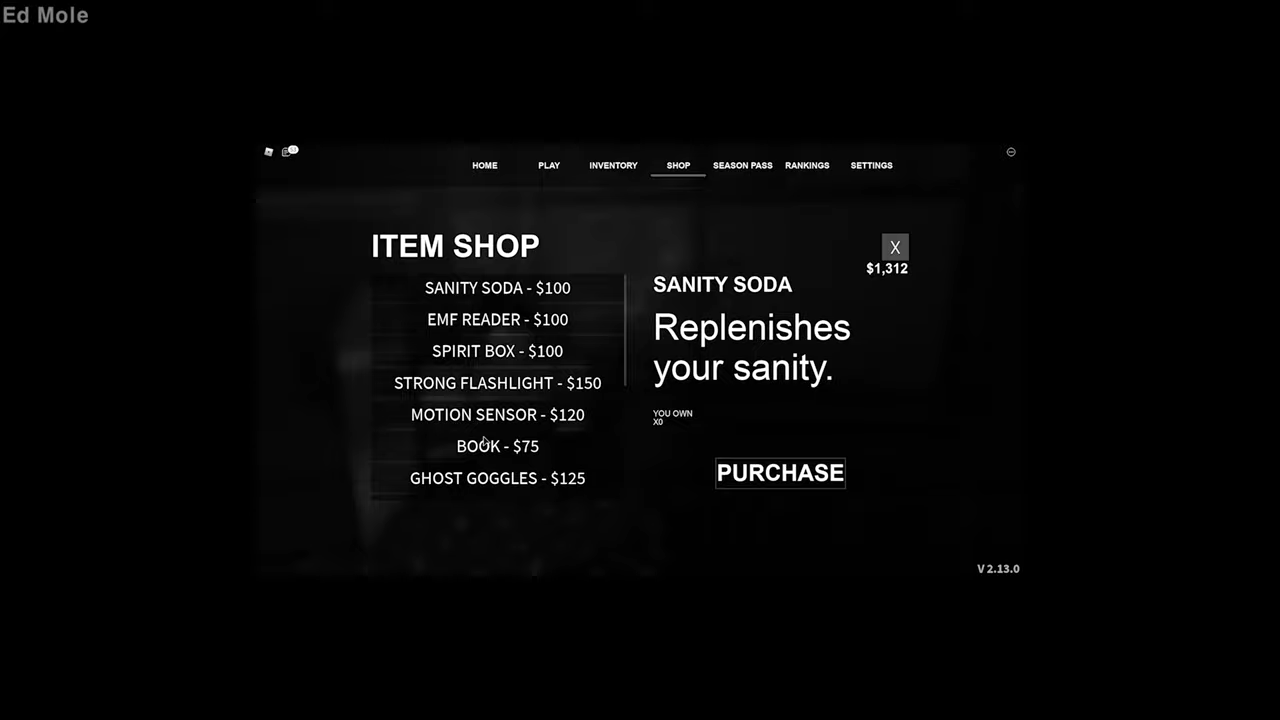 Ed Mole
HOME PLAY INVENTORY SHOP SEASON PASS RANKINGS SETTINGS
ITEM SHOP
X
$1,312
SANITY SODA - $100
EMF READER - $100
SPIRIT BOX - $100
STRONG FLASHLIGHT - $150
MOTION SENSOR - $120
BOOK - $75
GHOST GOGGLES - $125
SANITY SODA
Replenishes
your sanity.
YOU OWN
X0
PURCHASE
V 2.13.0